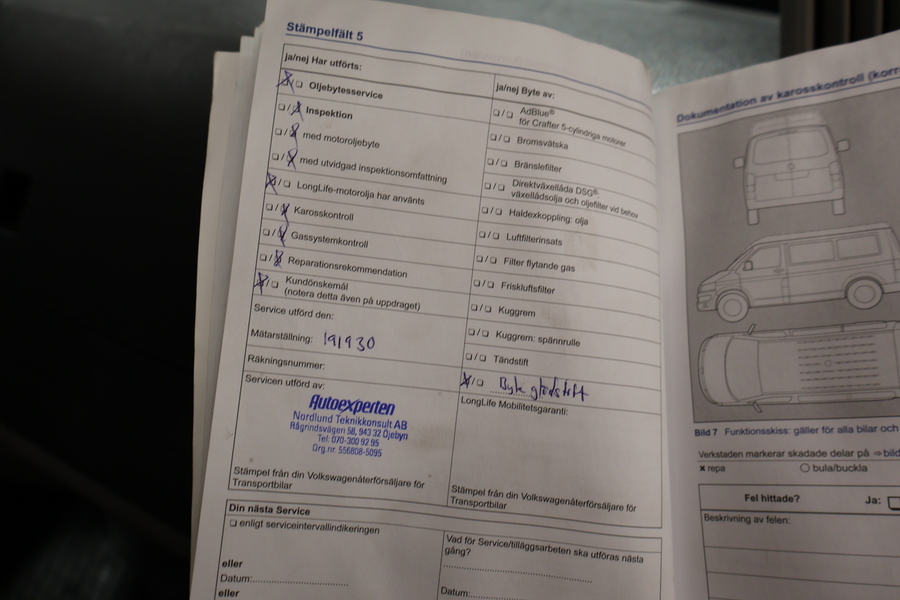 Stämpelfält 5
ja/nej Har utförts:
Oljebytesservice
Inspektion
med motoroljebyte
med utvidgad inspektionsomfattning
LongLife-motorolja har använts
Karosskontroll
Gassystemkontroll
Reparationsrekommendation
Kundönskemål
(notera detta även på uppdraget)
Service utförd den:
Mätarställning: 191930
Räkningsnummer:
Servicen utförd av:
Autoexperten
Nordlund Teknikkonsult AB
Rågrindsvägen 58, 943 32 Öjebyn
Tel: 070-300 92 95
Org.nr. 556808-5095
Stämpel från din Volkswagenåterförsäljare för
Transportbilar
ja/nej Byte av:
AdBlue®
för Crafter 5-cylindriga motorer
Bromsvätska
Bränslefilter
Direktväxellåda DSG®:
växellådsolja och oljefilter vid behov
Haldexkoppling: olja
Luftfilterinsats
Filter flytande gas
Friskluftsfilter
Kuggrem
Kuggrem: spännrulle
Tändstift
Byte glödstift
LongLife Mobilitetsgaranti:
Stämpel från din Volkswagenåterförsäljare för
Transportbilar
Din nästa Service
enligt serviceintervallindikeringen
eller
Datum:
eller
Vad för Service/tilläggsarbeten ska utföras nästa
gång?
Datum:
Dokumentation av karosskontroll (korr
Bild 7 Funktionsskiss: gäller för alla bilar och
Verkstaden markerar skadade delar på ⇒ bild
x repa
bula/buckla
Fel hittade?
Ja:
Beskrivning av felen: